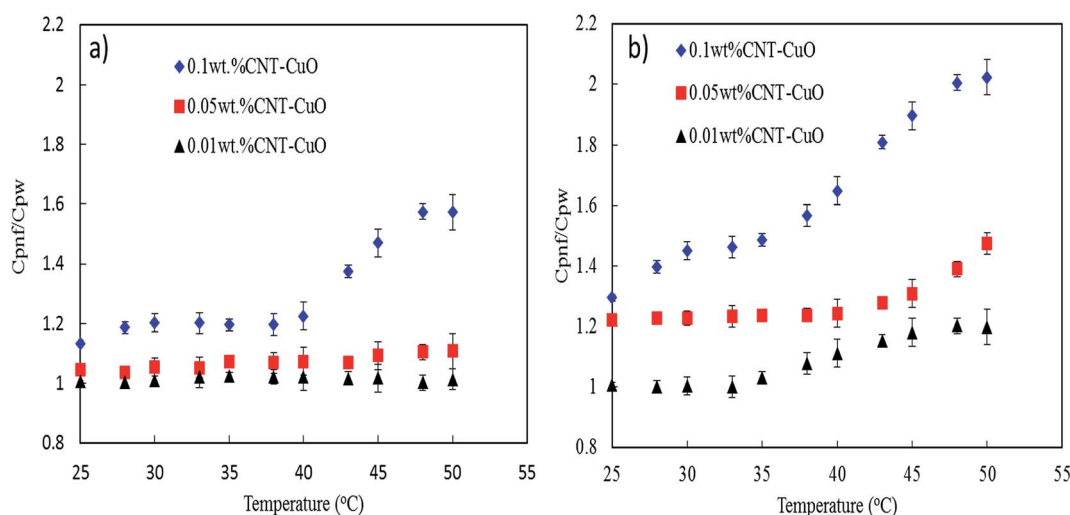 a)
0.1wt.%CNT-CuO
0.05wt.%CNT-CuO
0.01wt.%CNT-CuO
Cpnf/Cpw
2.2
2
1.8
1.6
1.4
1.2
1
0.8
25 30 35 40 45 50 55
Temperature (°C)
b)
0.1wt%CNT-CuO
0.05wt%CNT-CuO
0.01wt%CNT-CuO
Cpnf/Cpw
2.2
2
1.8
1.6
1.4
1.2
1
0.8
25 30 35 40 45 50 55
Temperature (°C)